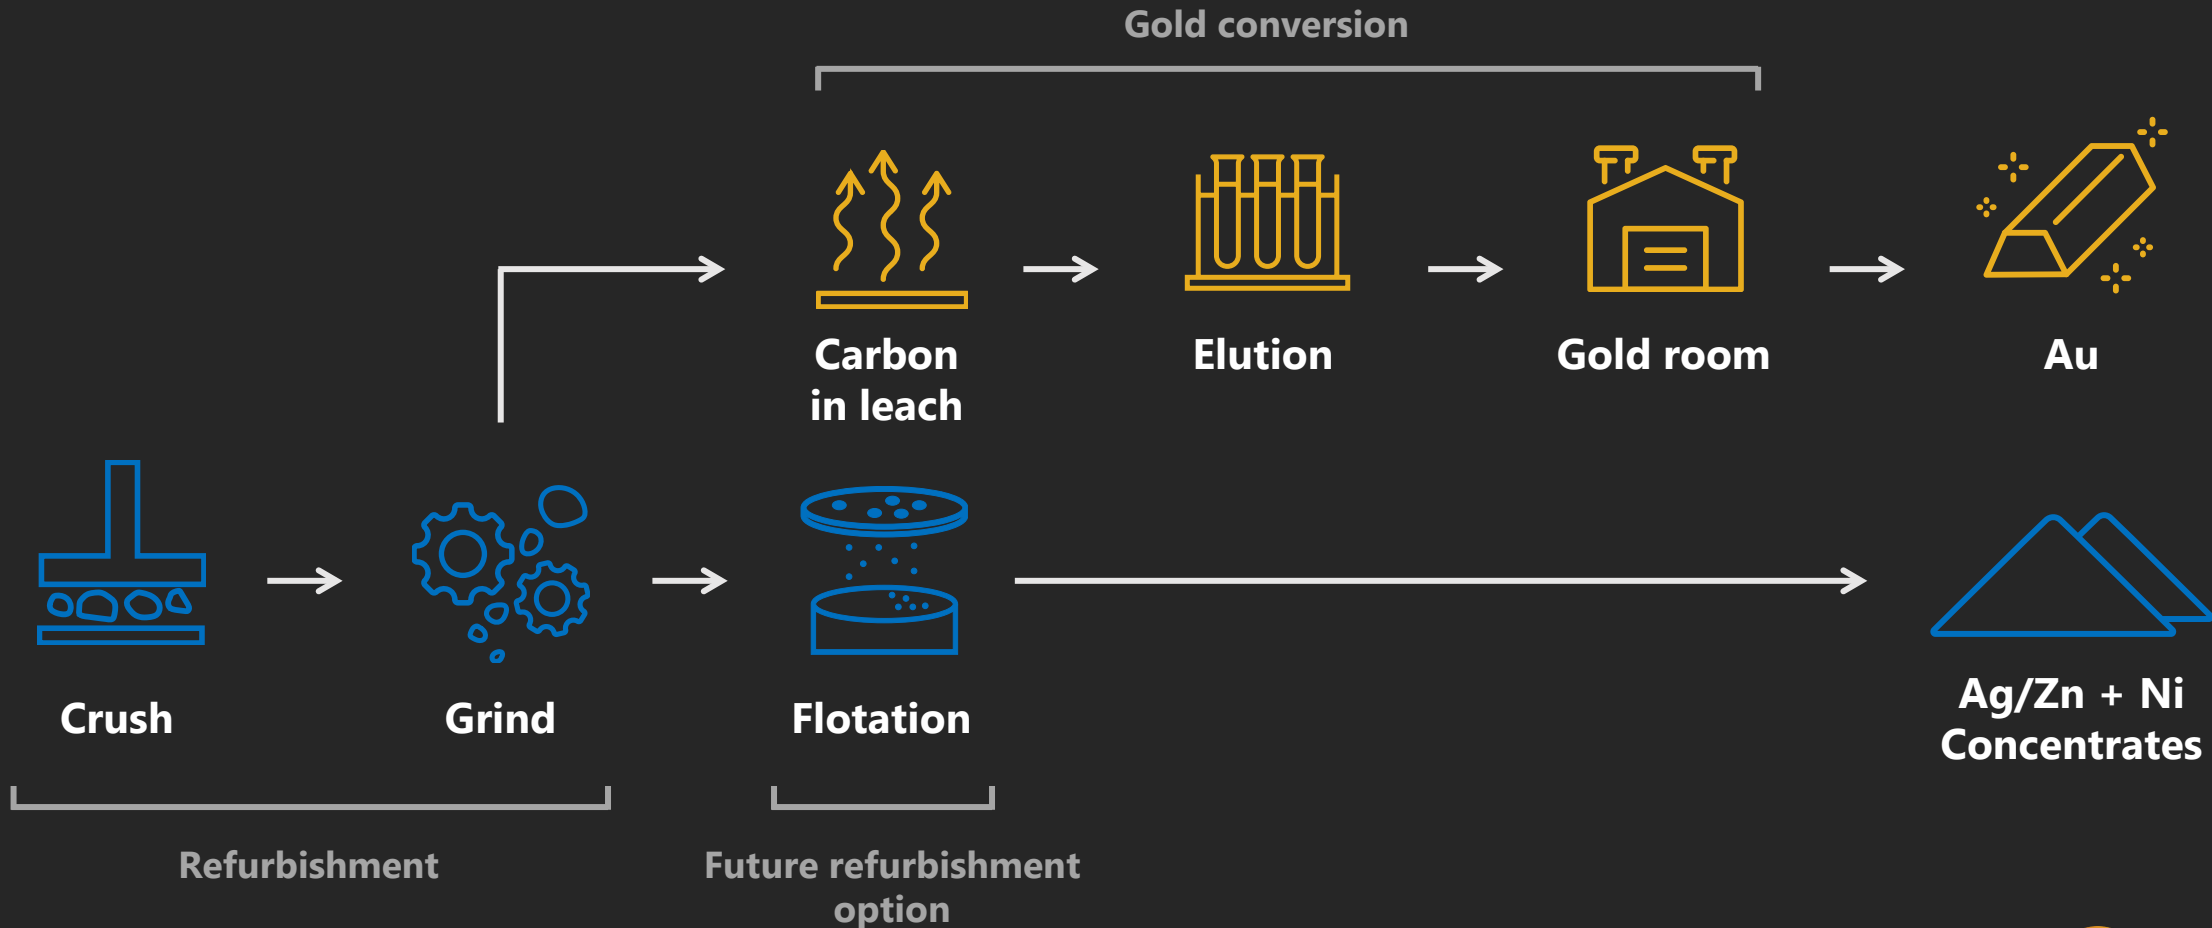 Gold conversion
Carbon
in leach
Elution
Gold room
Au
Crush
Grind
Flotation
Ag/Zn + Ni
Concentrates
Refurbishment
Future refurbishment
option